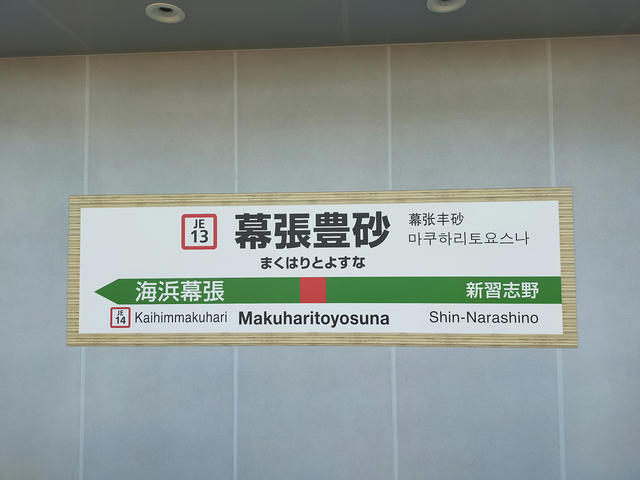 JE
13
幕張豊砂
幕张丰砂
마쿠하리토요스나
まくはりとよすな
海浜幕張
新習志野
JE
14
Kaihimmakuhari
Makuharitoyosuna
Shin-Narashino